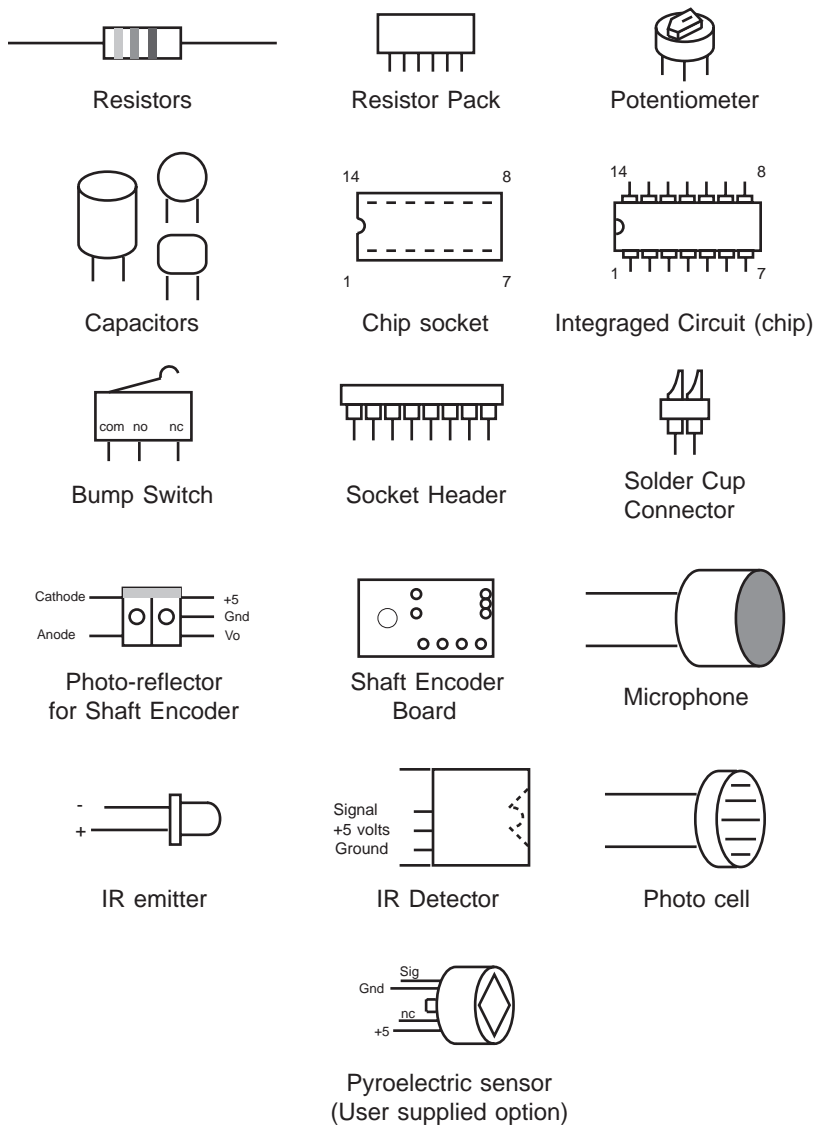 Resistors
Resistor Pack
Potentiometer
14
8
1
7
14
8
1
7
Capacitors
Chip socket
Integraged Circuit (chip)
com no nc
Bump Switch
Socket Header
Solder Cup
Connector
Cathode
Anode
+5
Gnd
Vo
Photo-reflector
for Shaft Encoder
Shaft Encoder
Board
Microphone
-
+
IR emitter
Signal
+5 volts
Ground
IR Detector
Photo cell
Sig
Gnd
nc
+5
Pyroelectric sensor
(User supplied option)